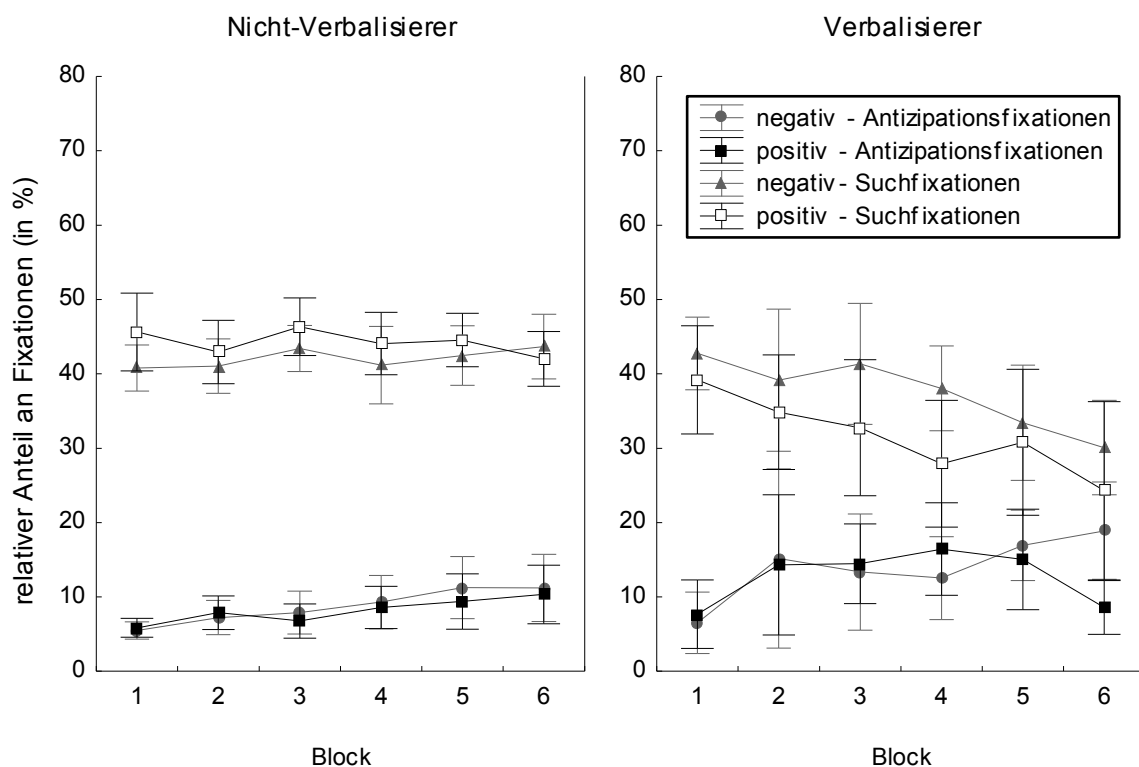 Nicht-Verbalisierer
Verbalisierer
relativer Anteil an Fixationen (in %)
80
70
60
50
40
30
20
10
0
1 2 3 4 5 6
Block
80
70
60
50
40
30
20
10
0
negativ - Antizipationsfixationen
positiv - Antizipationsfixationen
negativ - Suchfixationen
positiv - Suchfixationen
1 2 3 4 5 6
Block